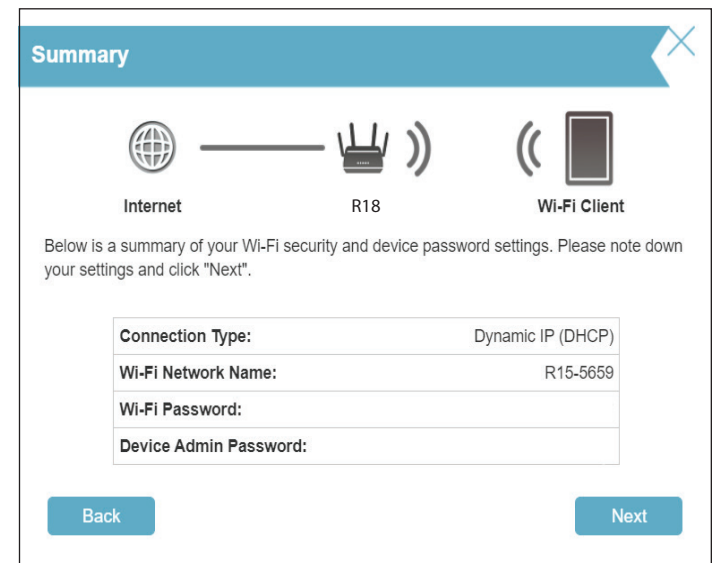 Summary
Internet
R18
Wi-Fi Client
Below is a summary of your Wi-Fi security and device password settings. Please note down
your settings and click "Next".
Connection Type: Dynamic IP (DHCP)
Wi-Fi Network Name: R15-5659
Wi-Fi Password:
Device Admin Password:
Back
Next